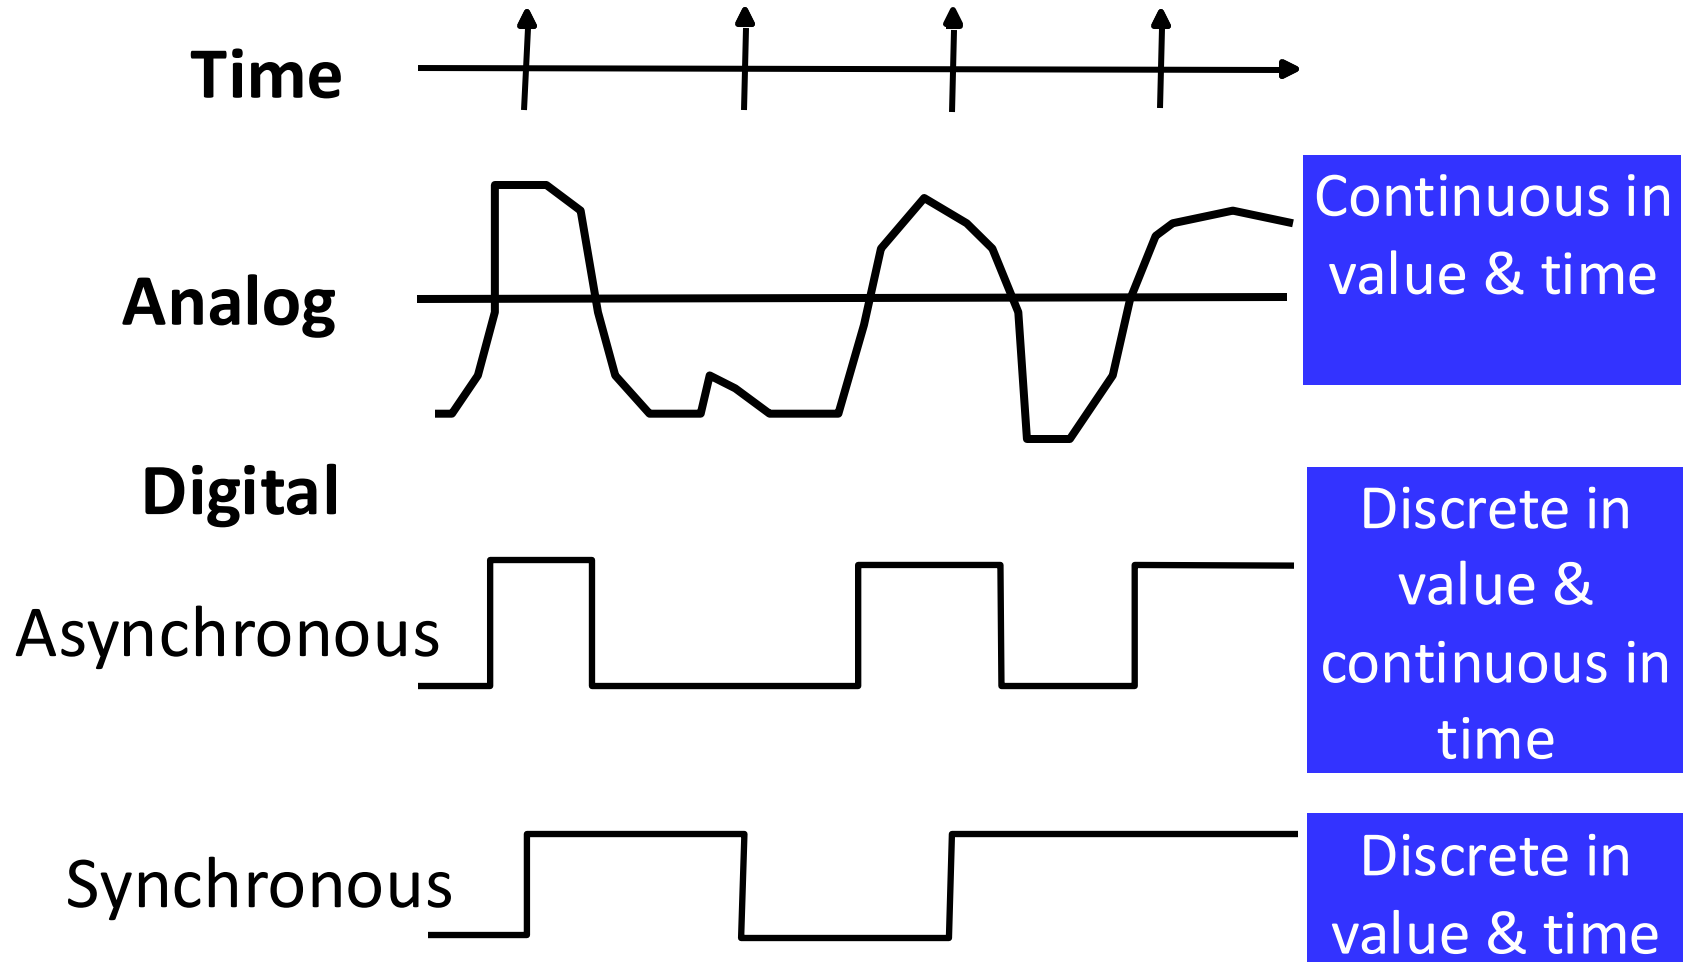 Time
Continuous in
value & time
Analog
Digital
Discrete in
value &
continuous in
time
Asynchronous
Synchronous
Discrete in
value & time